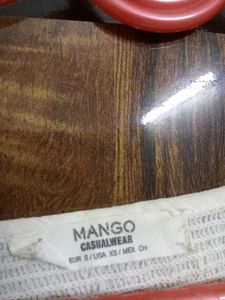 MANGO
CASUALWEAR
EUR S / USA XS / MEX CH